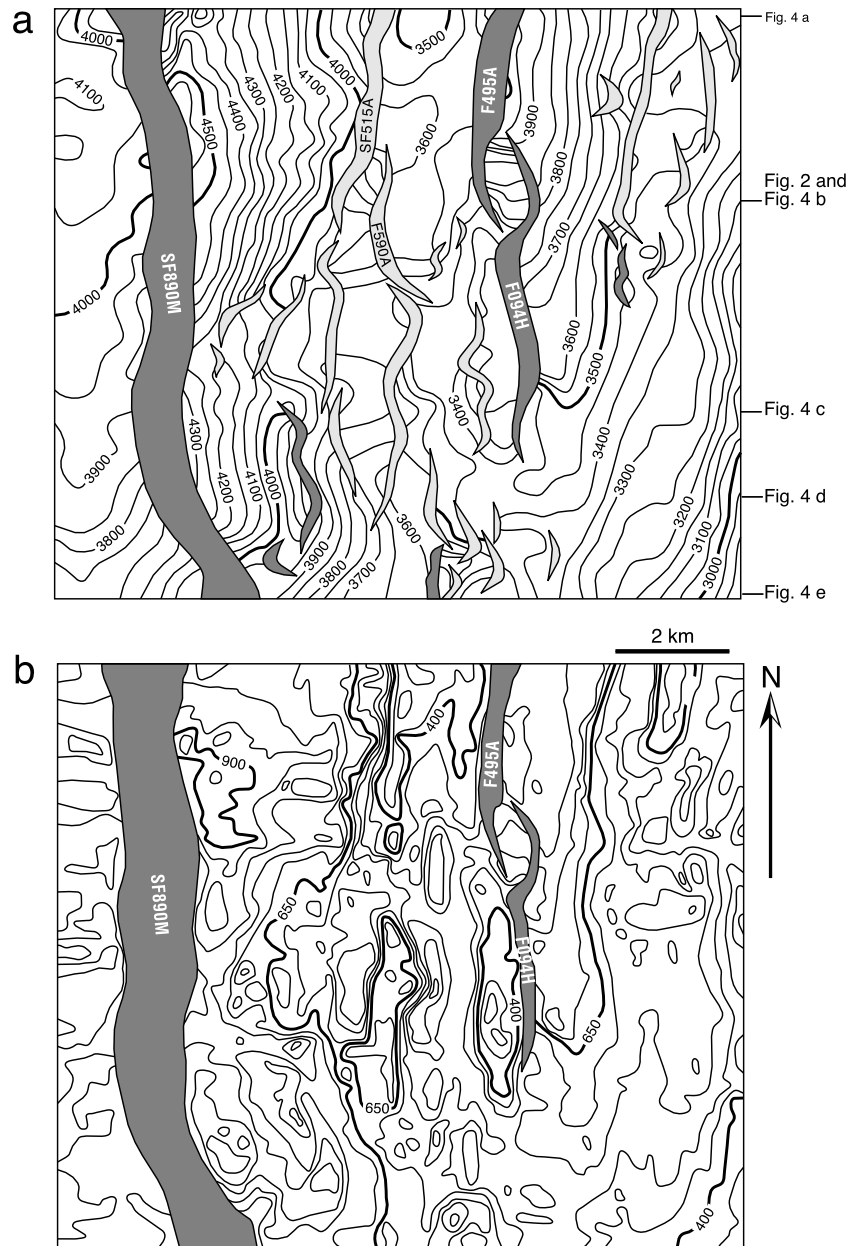 a
4000
3500
Fig. 4 a
4100
4500
4400
4300
4200
4100
4000
SF515A
3600
F495A
3900
3800
3700
Fig. 2 and
Fig. 4 b
SF890M
4000
F590A
F094H
3600
3500
3400
Fig. 4 c
4300
4200
4100
4000
3900
3800
3400
3300
3200
3100
3000
Fig. 4 d
3600
3900
3800
3700
Fig. 4 e
2 km
b
N
400
F495A
900
SF890M
650
F094H
400
650
650
400